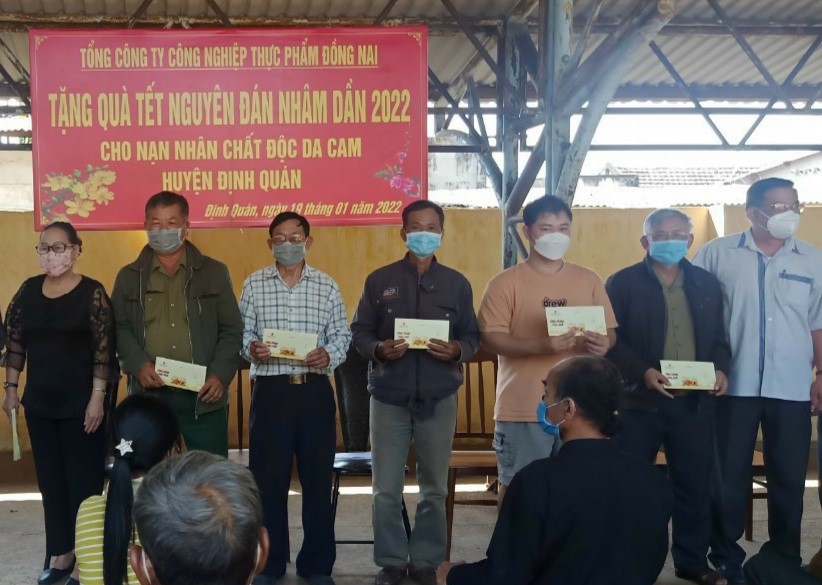 TỔNG CÔNG TY CÔNG NGHIỆP THỰC PHẨM ĐỒNG NAI
TẶNG QUÀ TẾT NGUYÊN ĐÁN NHÂM DẦN 2022
CHO NẠN NHÂN CHẤT ĐỘC DA CAM
HUYỆN ĐỊNH QUÁN
Định Quán, ngày 19 tháng 01 năm 2022